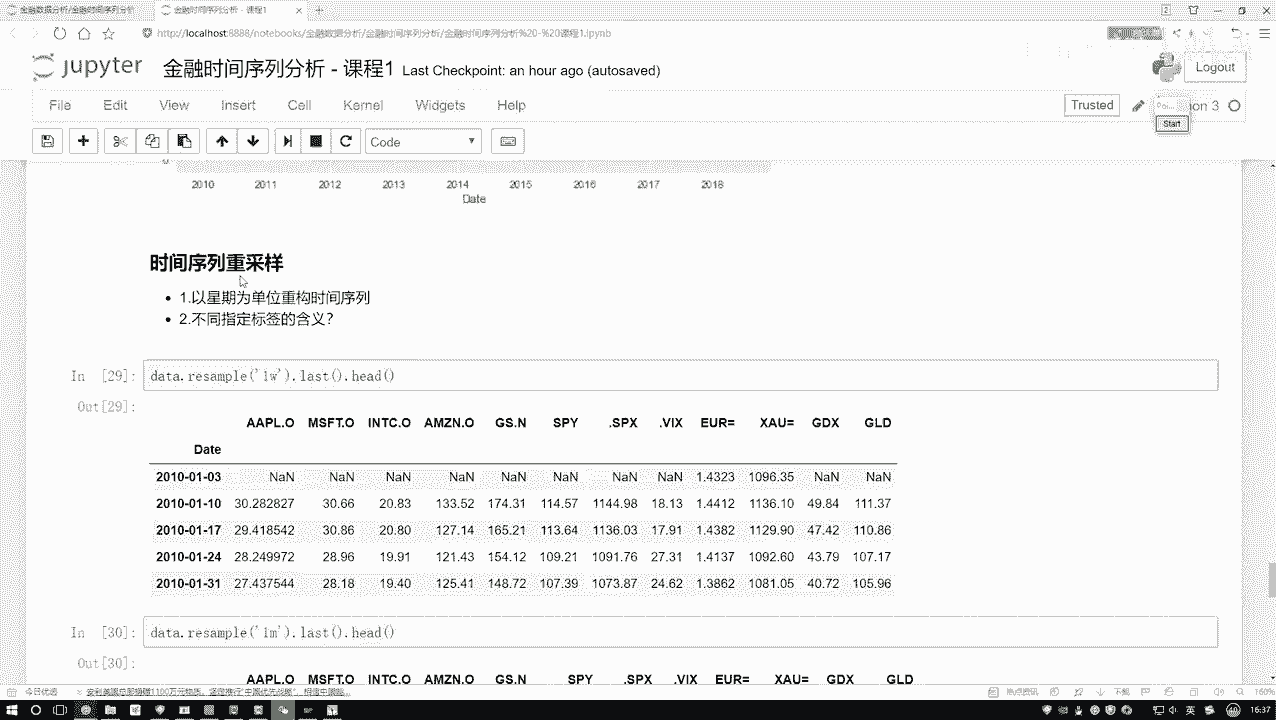 金融数据分析/金融时间序列分析
金融时间序列分析 - 课程1
http://localhost:8888/notebooks/金融数据分析/金融时间序列分析/金融时间序列分析%20-%20课程1.ipynb
jupyter 金融时间序列分析 - 课程1 Last Checkpoint: an hour ago (autosaved)
Logout
File Edit View Insert Cell Kernel Widgets Help
Trusted
on 3
Start
Code
2010 2011 2012 2013 2014 2015 2016 2017 2018
Date
时间序列重采样
1.以星期为单位重构时间序列
2.不同指定标签的含义?
In [29]: data.resample('1w').last().head()
Out[29]:
AAPL.O MSFT.O INTC.O AMZN.O GS.N SPY .SPX .VIX EUR= XAU= GDX GLD
Date
2010-01-03 NaN NaN NaN NaN NaN NaN NaN NaN 1.4323 1096.35 NaN NaN
2010-01-10 30.282827 30.66 20.83 133.52 174.31 114.57 1144.98 18.13 1.4412 1136.10 49.84 111.37
2010-01-17 29.418542 30.86 20.80 127.14 165.21 113.64 1136.03 17.91 1.4382 1129.90 47.42 110.86
2010-01-24 28.249972 28.96 19.91 121.43 154.12 109.21 1091.76 27.31 1.4137 1092.60 43.79 107.17
2010-01-31 27.437544 28.18 19.40 125.41 148.72 107.39 1073.87 24.62 1.3862 1081.05 40.72 105.96
In [30]: data.resample('1m').last().head()
Out[30]:
AAPL.O MSFT.O INTC.O AMZN.O GS.N SPY .SPX .VIX EUR= XAU= GDX GLD
今日优选
热点资讯
下载
160%
英
16:37